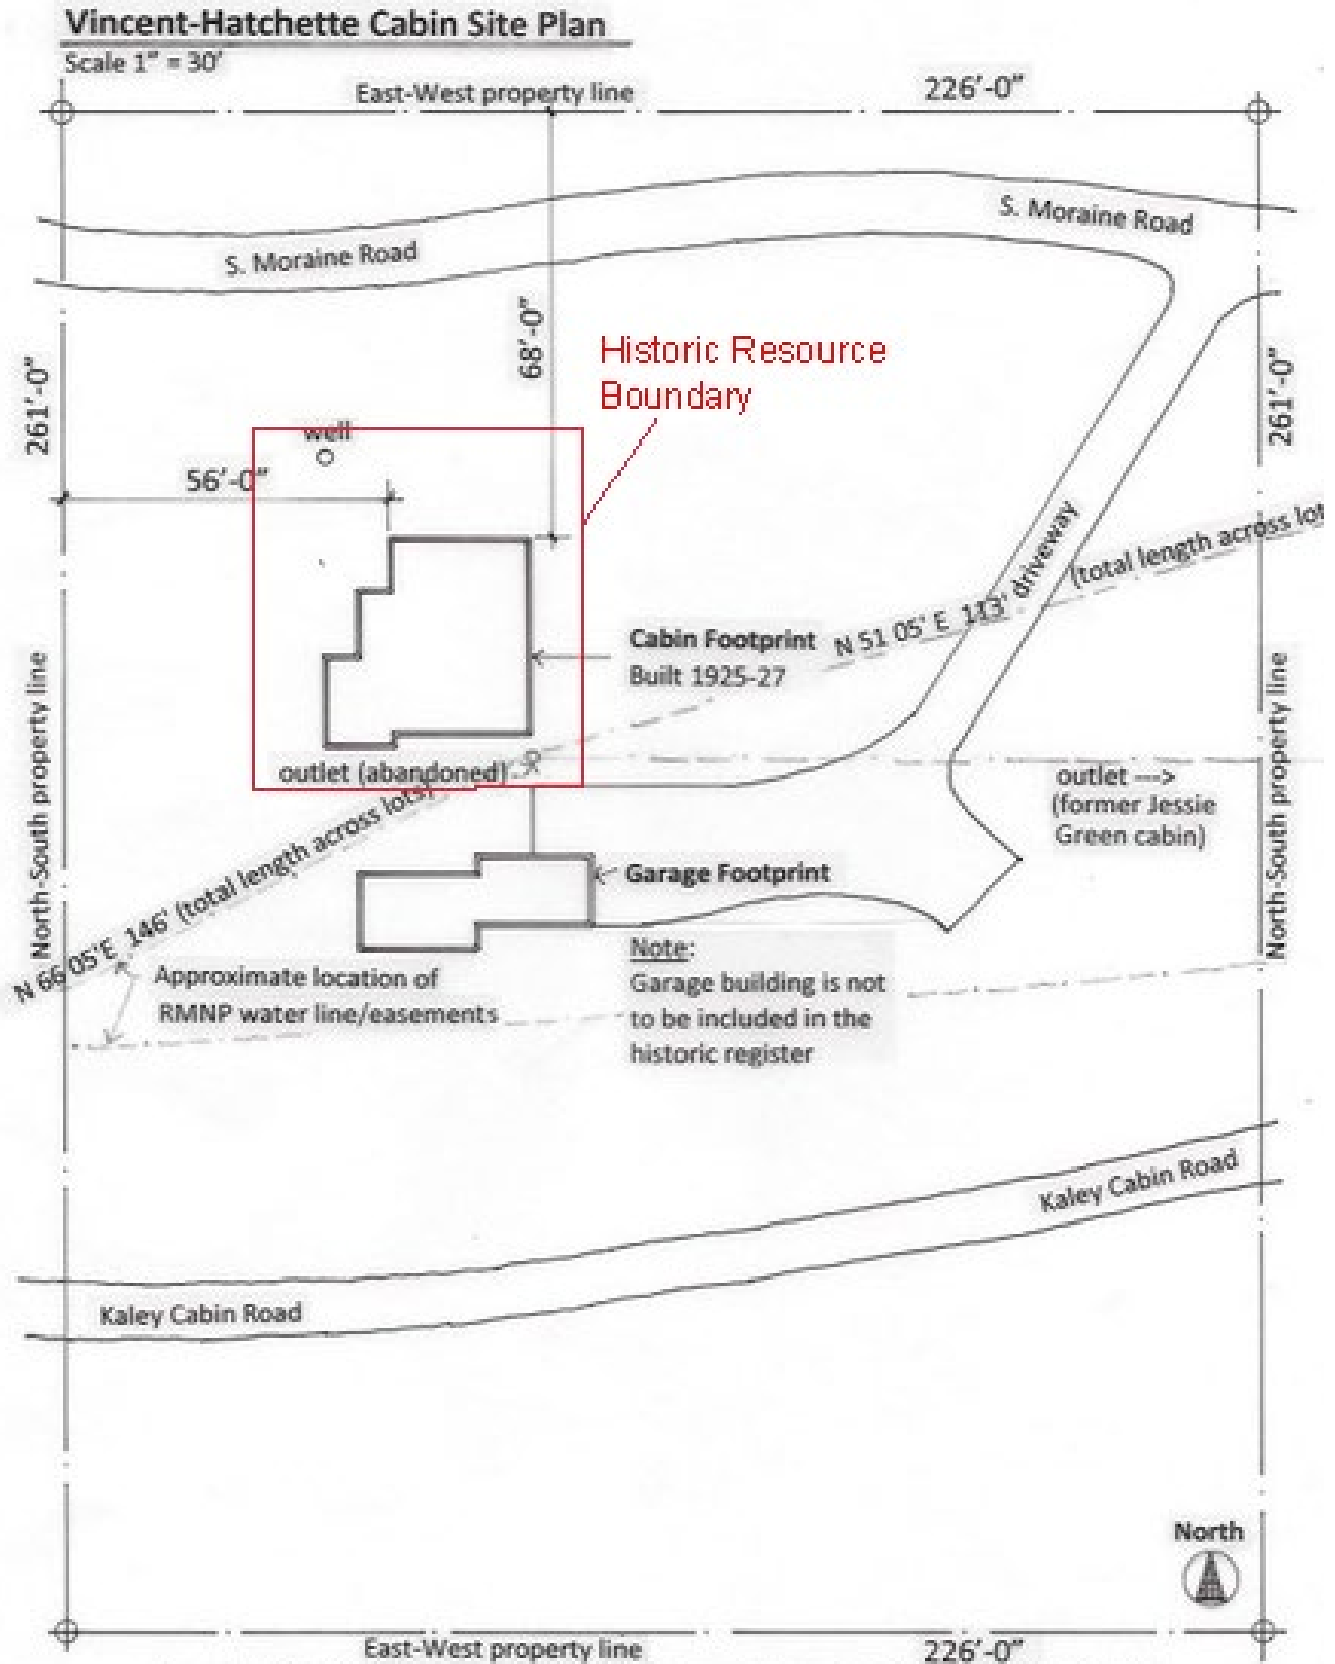 Vincent-Hatchette Cabin Site Plan
Scale 1" = 30'
East-West property line
226'-0"
S. Moraine Road
S. Moraine Road
68'-0"
Historic Resource
Boundary
261'-0"
261'-0"
well
56'-0"
driveway
(total length across lot
N 51 05' E 113'
Cabin Footprint
Built 1925-27
North-South property line
North-South property line
outlet (abandoned)
outlet --->
(former Jessie
Green cabin)
N 66 05'E 146' (total length across lots)
Garage Footprint
Note:
Garage building is not
to be included in the
historic register
Approximate location of
RMNP water line/easements
Kaley Cabin Road
Kaley Cabin Road
North
East-West property line
226'-0"